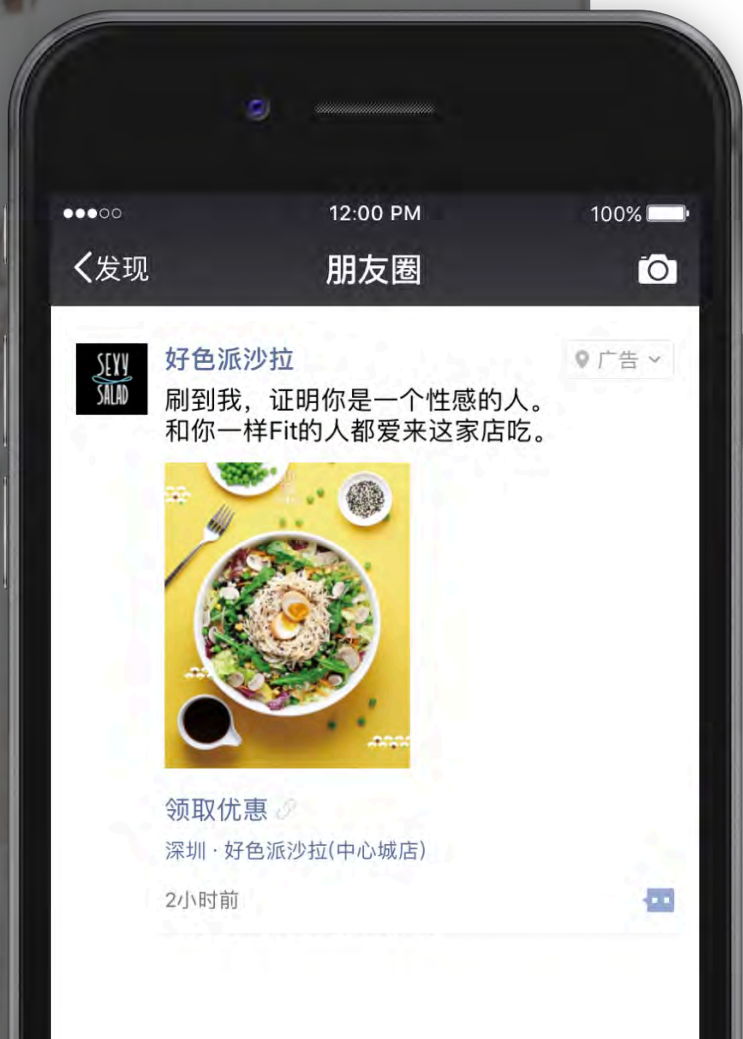 12:00 PM
100%
发现
朋友圈
SEXY
SALAD
好色派沙拉
广告
刷到我，证明你是一个性感的人。
和你一样Fit的人都爱来这家店吃。
领取优惠
深圳 · 好色派沙拉(中心城店)
2小时前